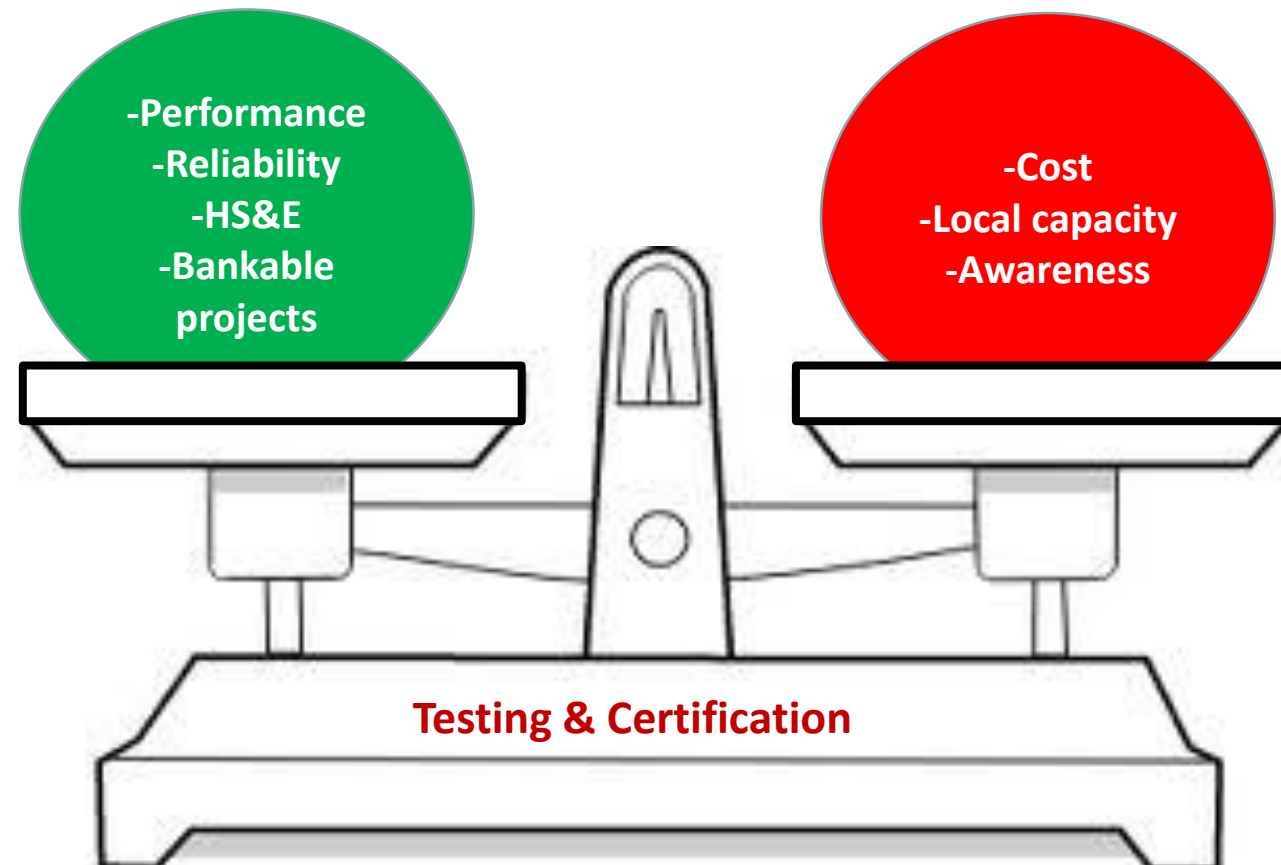 -Performance
-Reliability
-HS&E
-Bankable
projects
-Cost
-Local capacity
-Awareness
Testing & Certification